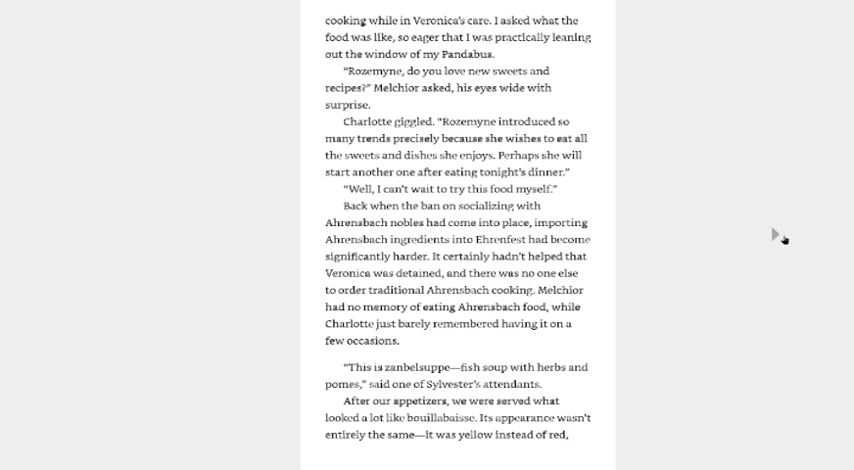 cooking while in Veronica's care. I asked what the
food was like, so eager that I was practically leaning
out the window of my Pandabus.
“Rozemyne, do you love new sweets and
recipes?” Melchior asked, his eyes wide with
surprise.
Charlotte giggled. “Rozemyne introduced so
many trends precisely because she wishes to eat all
the sweets and dishes she enjoys. Perhaps she will
start another one after eating tonight's dinner.”
“Well, I can't wait to try this food myself.”
Back when the ban on socializing with
Ahrensbach nobles had come into place, importing
Ahrensbach ingredients into Ehrenfest had become
significantly harder. It certainly hadn't helped that
Veronica was detained, and there was no one else
to order traditional Ahrensbach cooking. Melchior
had no memory of eating Ahrensbach food, while
Charlotte just barely remembered having it on a
few occasions.
“This is zanbelsuppe—fish soup with herbs and
pomes,” said one of Sylvester's attendants.
After our appetizers, we were served what
looked a lot like bouillabaisse. Its appearance wasn't
entirely the same—it was yellow instead of red,